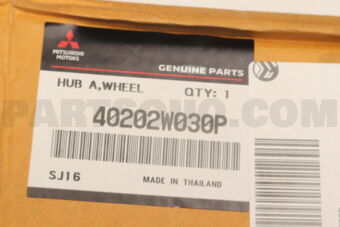 MITSUBISHI
MOTORS
GENUINE PARTS
HUB A,WHEEL QTY: 1
40202W030P
SJ16 MADE IN THAILAND
PARTSOUQ.COM